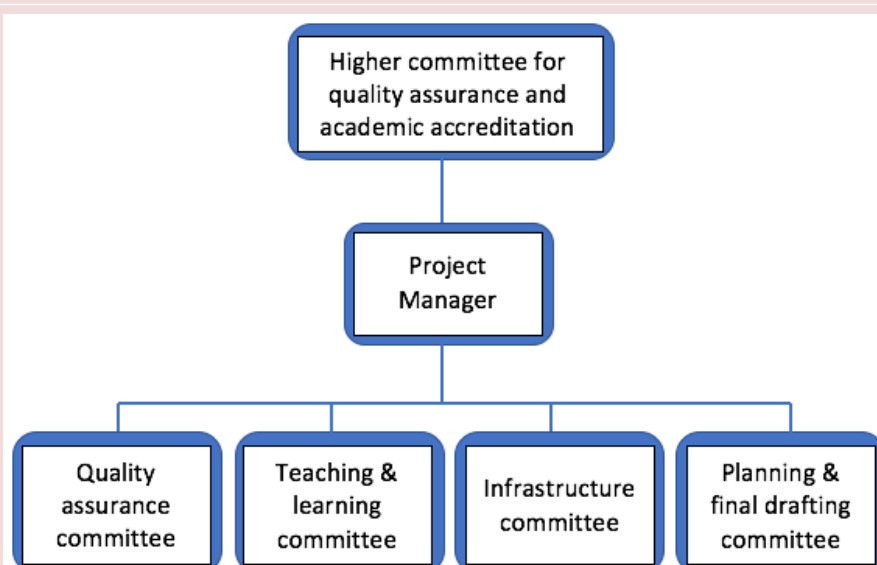 Higher committee for
quality assurance and
academic accreditation
Project
Manager
Quality
assurance
committee
Teaching &
learning
committee
Infrastructure
committee
Planning &
final drafting
committee